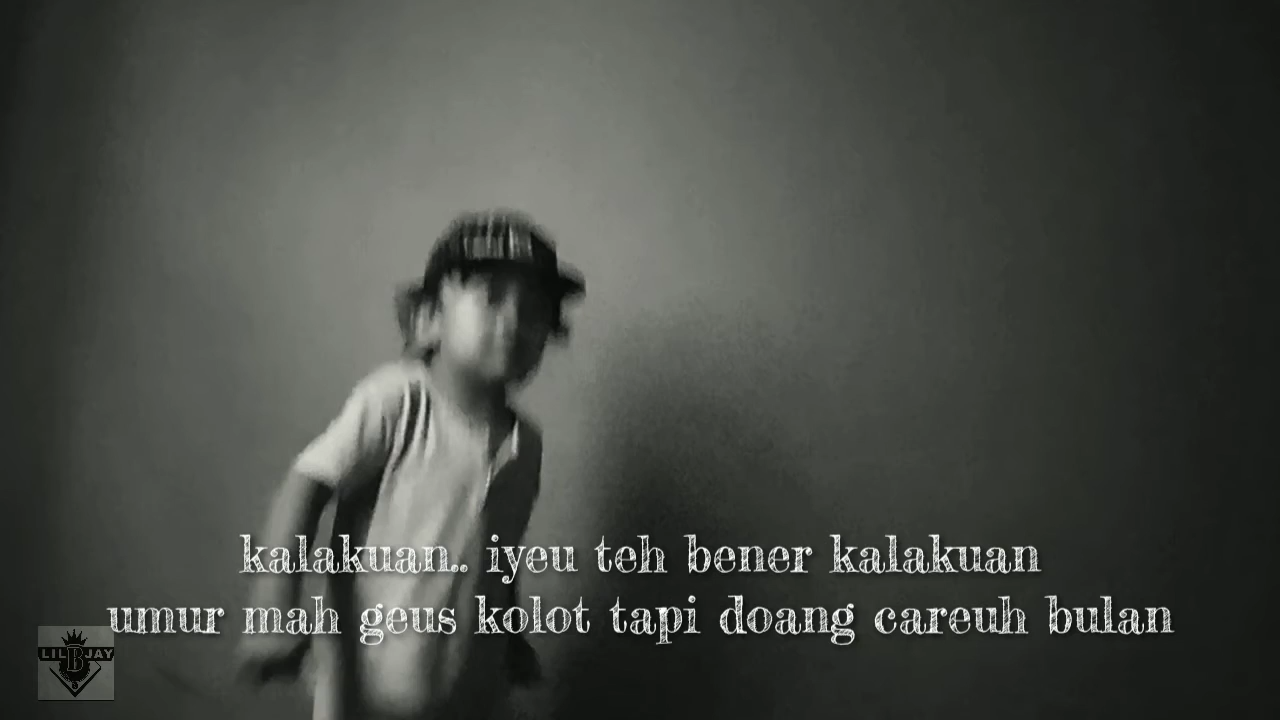 kalakuan.. iyeu teh bener kalakuan
umur mah geus kolot tapi doang careuh bulan
LIL B JAY